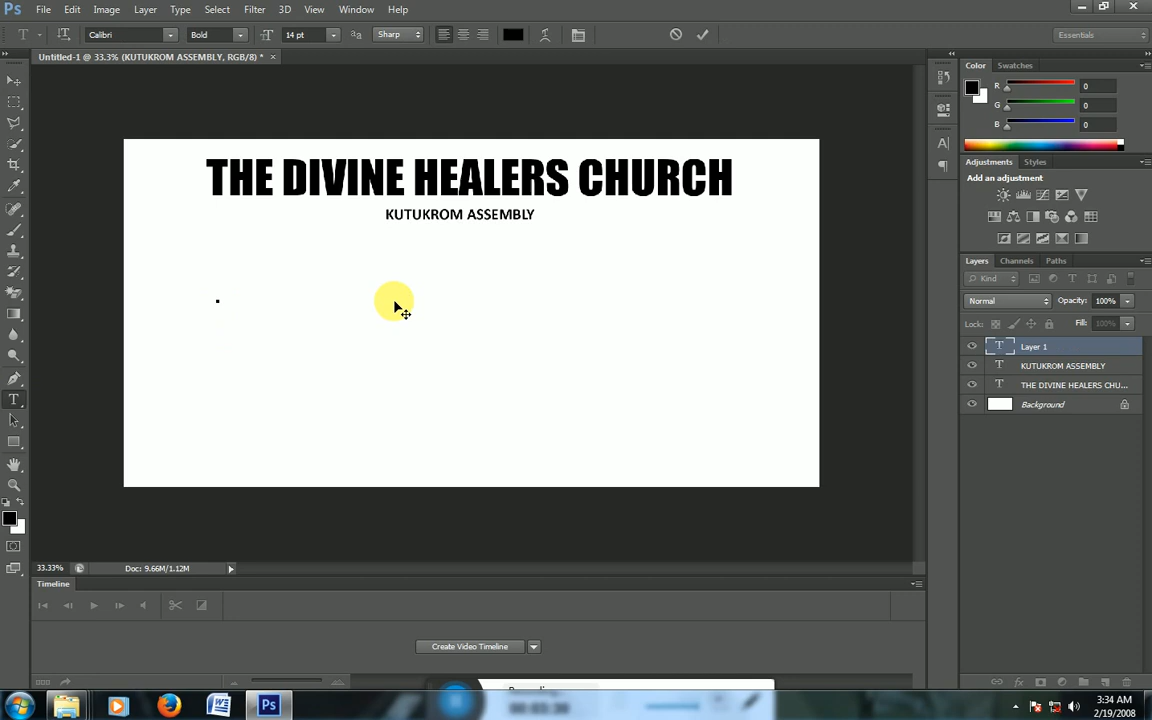 Ps File Edit Image Layer Type Select Filter 3D View Window Help
T Calibri Bold 14 pt Sharp Essentials
Untitled-1 @ 33.3% (KUTUKROM ASSEMBLY, RGB/8) * ×
THE DIVINE HEALERS CHURCH
KUTUKROM ASSEMBLY
Color Swatches
R 0
G 0
B 0
Adjustments Styles
Add an adjustment
Layers Channels Paths
Kind
Normal Opacity: 100%
Lock: Fill: 100%
T Layer 1
T KUTUKROM ASSEMBLY
T THE DIVINE HEALERS CHU...
Background
33.33% Doc: 9.66M/1.12M
Timeline
Create Video Timeline
Ps
3:34 AM
2/19/2008